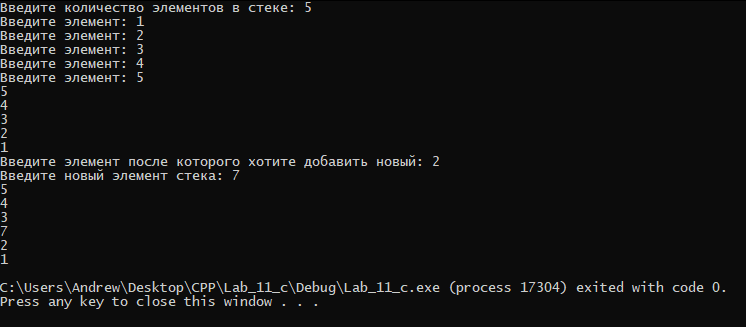 Введите количество элементов в стеке: 5
Введите элемент: 1
Введите элемент: 2
Введите элемент: 3
Введите элемент: 4
Введите элемент: 5
5
4
3
2
1
Введите элемент после которого хотите добавить новый: 2
Введите новый элемент стека: 7
5
4
3
7
2
1
C:\Users\Andrew\Desktop\CPP\Lab_11_c\Debug\Lab_11_c.exe (process 17304) exited with code 0.
Press any key to close this window . . .